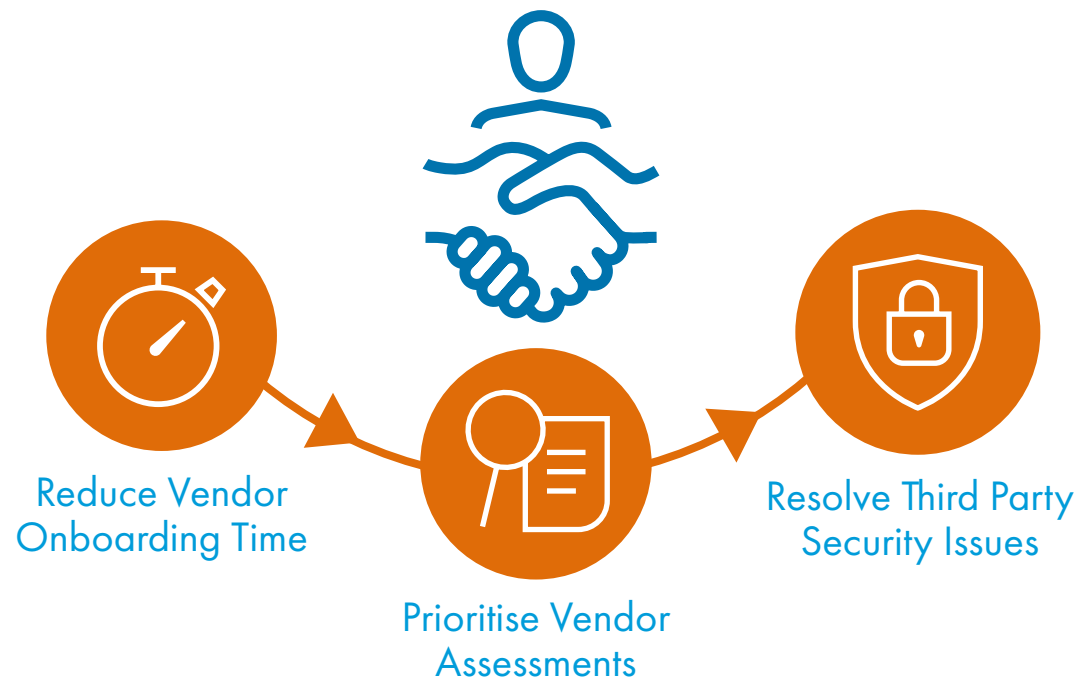 Reduce Vendor
Onboarding Time
Prioritise Vendor
Assessments
Resolve Third Party
Security Issues